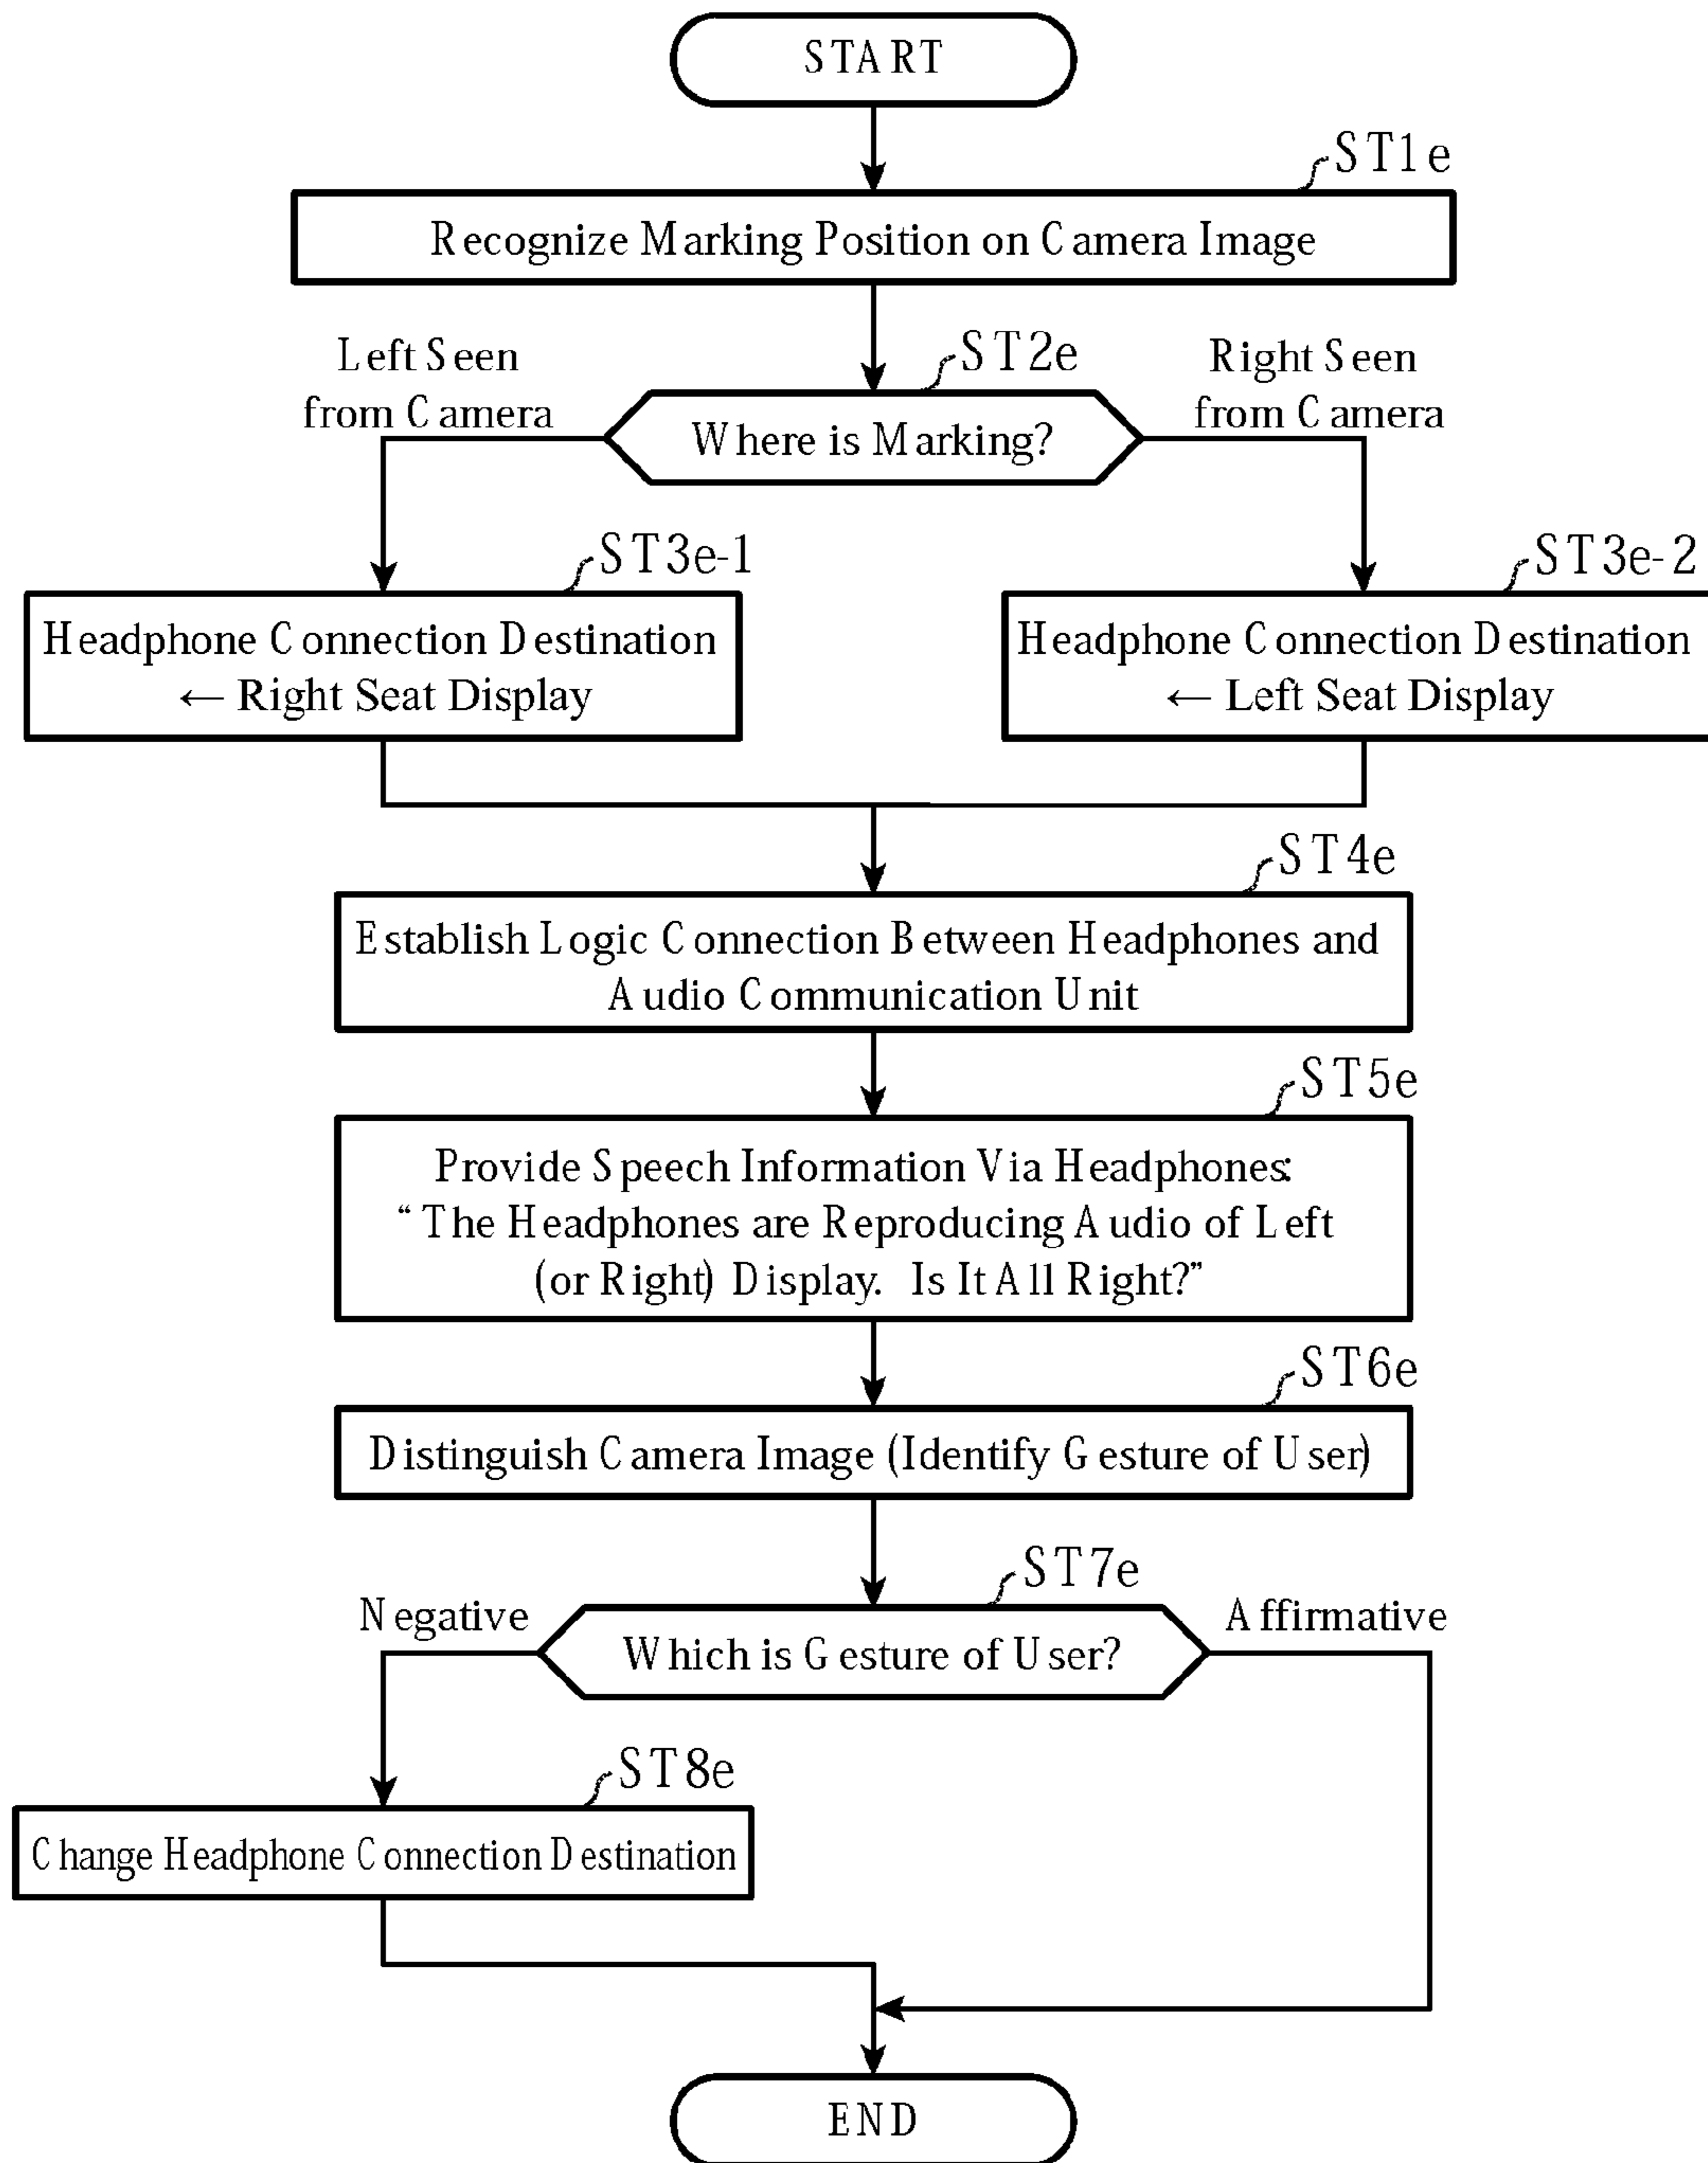 START
ST1e
Recognize Marking Position on Camera Image
ST2e
Left Seen
from Camera
Where is Marking?
Right Seen
from Camera
ST3e-1
Headphone Connection Destination
← Right Seat Display
ST3e-2
Headphone Connection Destination
← Left Seat Display
ST4e
Establish Logic Connection Between Headphones and
Audio Communication Unit
ST5e
Provide Speech Information Via Headphones:
“The Headphones are Reproducing Audio of Left
(or Right) Display. Is It All Right?”
ST6e
Distinguish Camera Image (Identify Gesture of User)
ST7e
Negative
Which is Gesture of User?
Affirmative
ST8e
Change Headphone Connection Destination
END